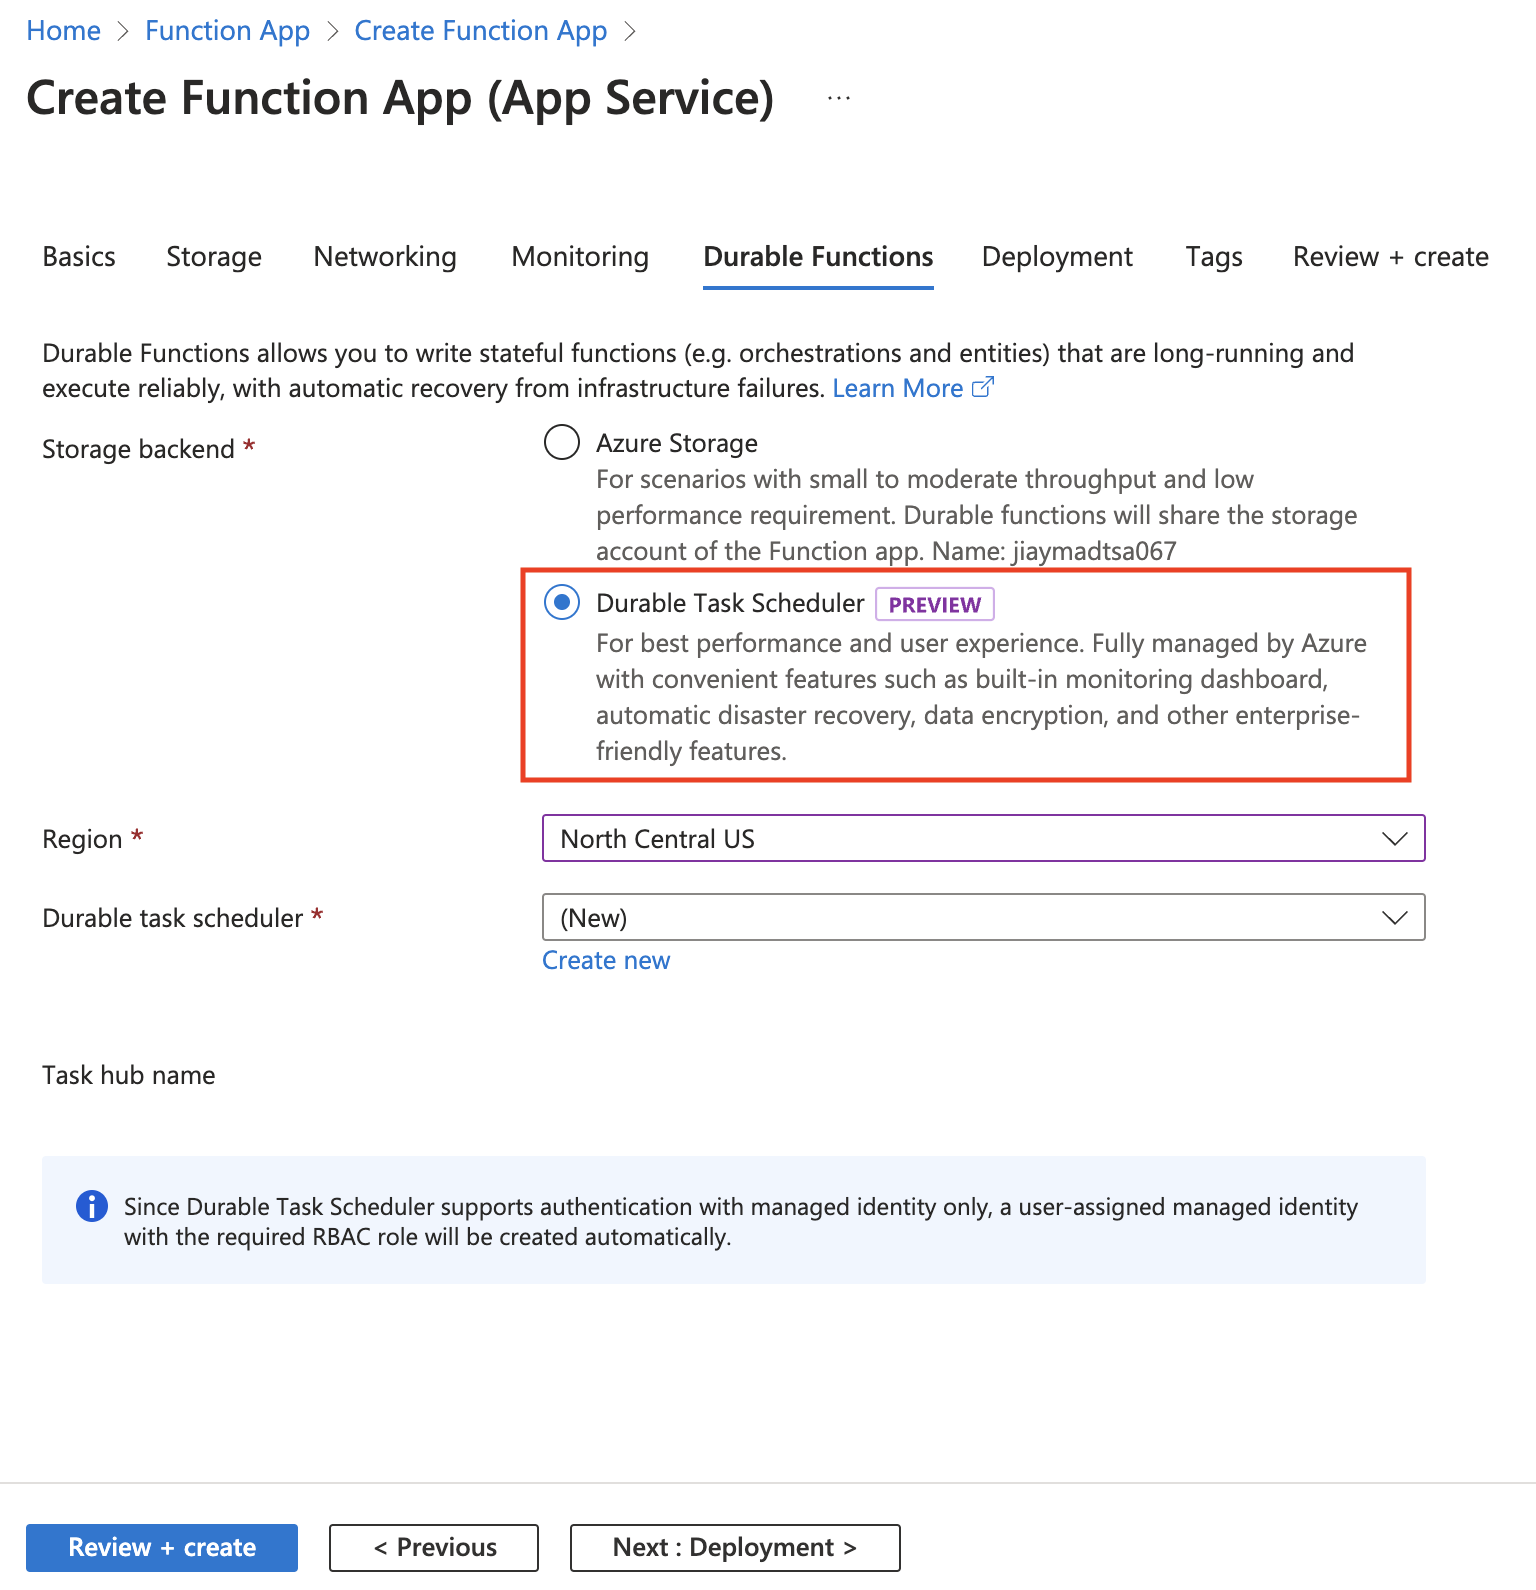 Home > Function App > Create Function App >
Create Function App (App Service) ...
Basics Storage Networking Monitoring Durable Functions Deployment Tags Review + create
Durable Functions allows you to write stateful functions (e.g. orchestrations and entities) that are long-running and
execute reliably, with automatic recovery from infrastructure failures. Learn More
Storage backend *
Azure Storage
For scenarios with small to moderate throughput and low
performance requirement. Durable functions will share the storage
account of the Function app. Name: jiaymadtsa067
Durable Task Scheduler PREVIEW
For best performance and user experience. Fully managed by Azure
with convenient features such as built-in monitoring dashboard,
automatic disaster recovery, data encryption, and other enterprise-
friendly features.
Region * North Central US
Durable task scheduler * (New)
Create new
Task hub name
Since Durable Task Scheduler supports authentication with managed identity only, a user-assigned managed identity
with the required RBAC role will be created automatically.
Review + create < Previous Next : Deployment >